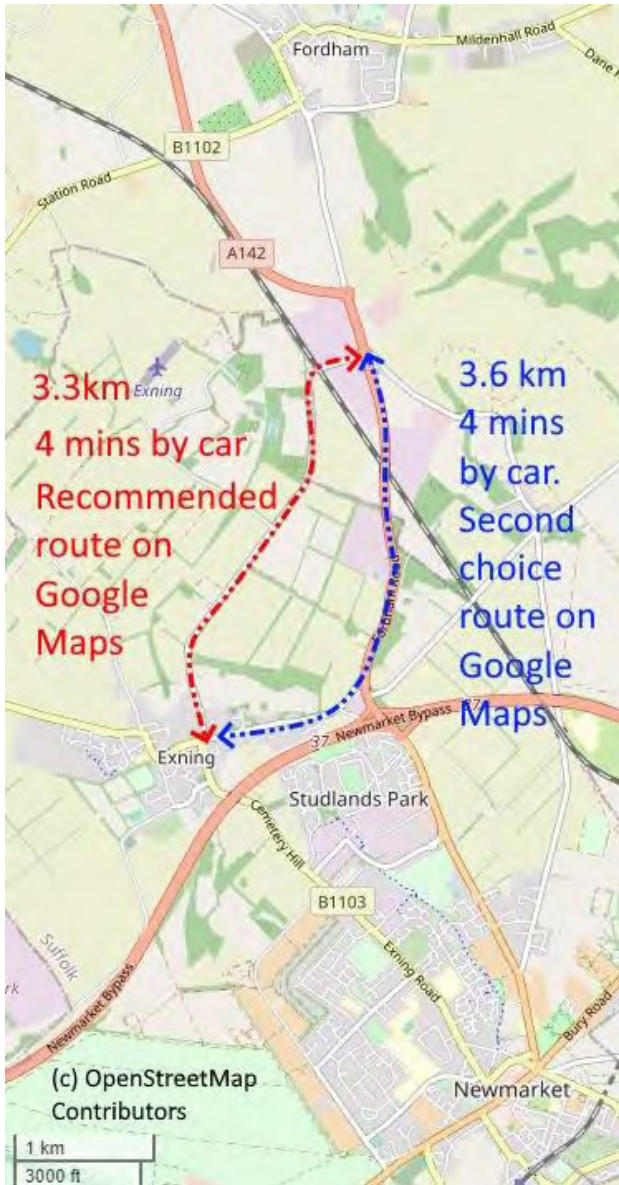 Fordham
Mildenhall Road
B1102
Station Road
A142
Exning
3.3km
4 mins by car
Recommended
route on
Google
Maps
3.6 km
4 mins
by car.
Second
choice
route on
Google
Maps
Fordham Road
37
Newmarket Bypass
37
Exning
Studlands Park
Cemetery Hill
B1103
Exning Road
Suffolk
Newmarket Bypass
Bury Road
Newmarket
(c) OpenStreetMap
Contributors
1 km
3000 ft